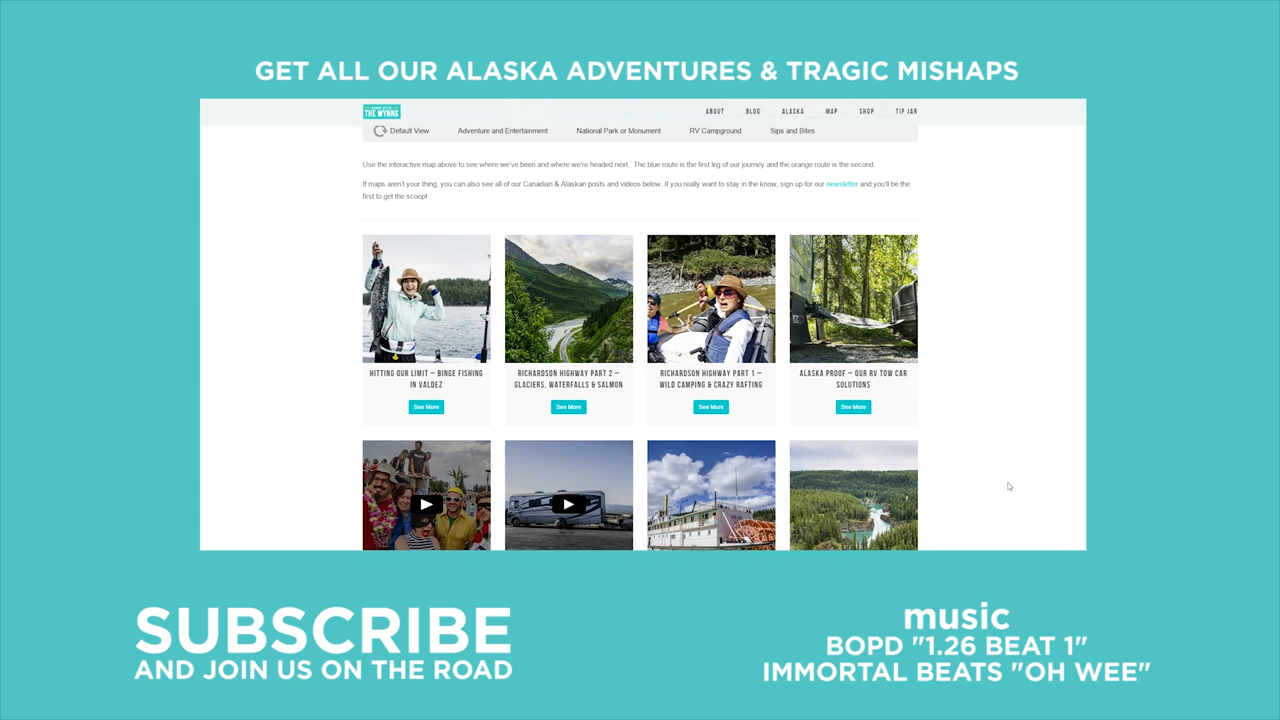 GET ALL OUR ALASKA ADVENTURES & TRAGIC MISHAPS
THE WYNNS
ABOUT BLOG ALASKA MAP SHOP TIP JAR
Default View Adventure and Entertainment National Park or Monument RV Campground Sips and Bites
Use the interactive map above to see where we've been and where we're headed next. The blue route is the first leg of our journey and the orange route is the second.
If maps aren't your thing, you can also see all of our Canadian & Alaskan posts and videos below. If you really want to stay in the know, sign up for our newsletter and you'll be the
first to get the scoop!
HITTING OUR LIMIT – BINGE FISHING
IN VALDEZ
See More
RICHARDSON HIGHWAY PART 2 –
GLACIERS, WATERFALLS & SALMON
See More
RICHARDSON HIGHWAY PART 1 –
WILD CAMPING & CRAZY RAFTING
See More
ALASKA PROOF – OUR RV TOW CAR
SOLUTIONS
See More
SUBSCRIBE
AND JOIN US ON THE ROAD
music
BOPD "1.26 BEAT 1"
IMMORTAL BEATS "OH WEE"